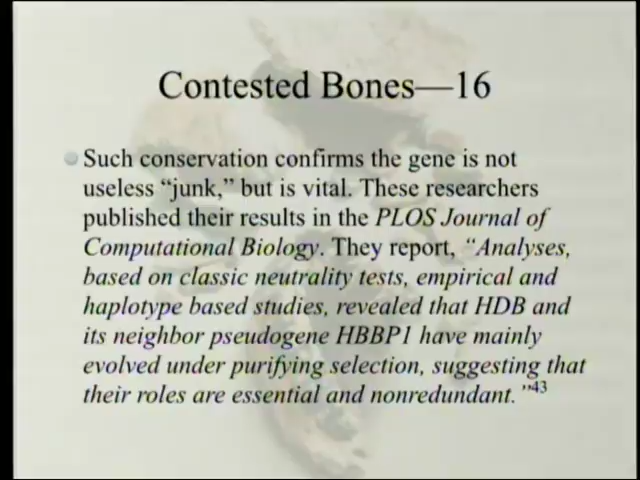 Contested Bones—16
Such conservation confirms the gene is not
useless “junk,” but is vital. These researchers
published their results in the PLOS Journal of
Computational Biology. They report, “Analyses,
based on classic neutrality tests, empirical and
haplotype based studies, revealed that HDB and
its neighbor pseudogene HBBP1 have mainly
evolved under purifying selection, suggesting that
their roles are essential and nonredundant.”43